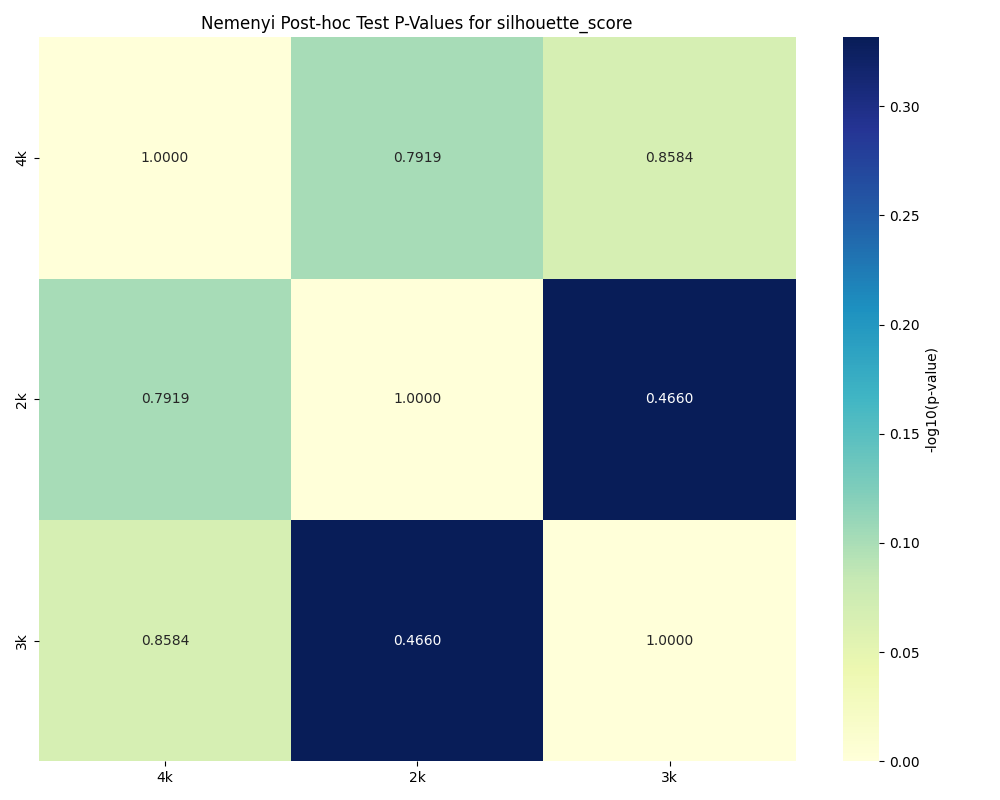 Nemenyi Post-hoc Test P-Values for silhouette_score
4k
1.0000
0.7919
0.8584
2k
0.7919
1.0000
0.4660
3k
0.8584
0.4660
1.0000
4k
2k
3k
0.30
0.25
0.20
0.15
0.10
0.05
0.00
-log10(p-value)